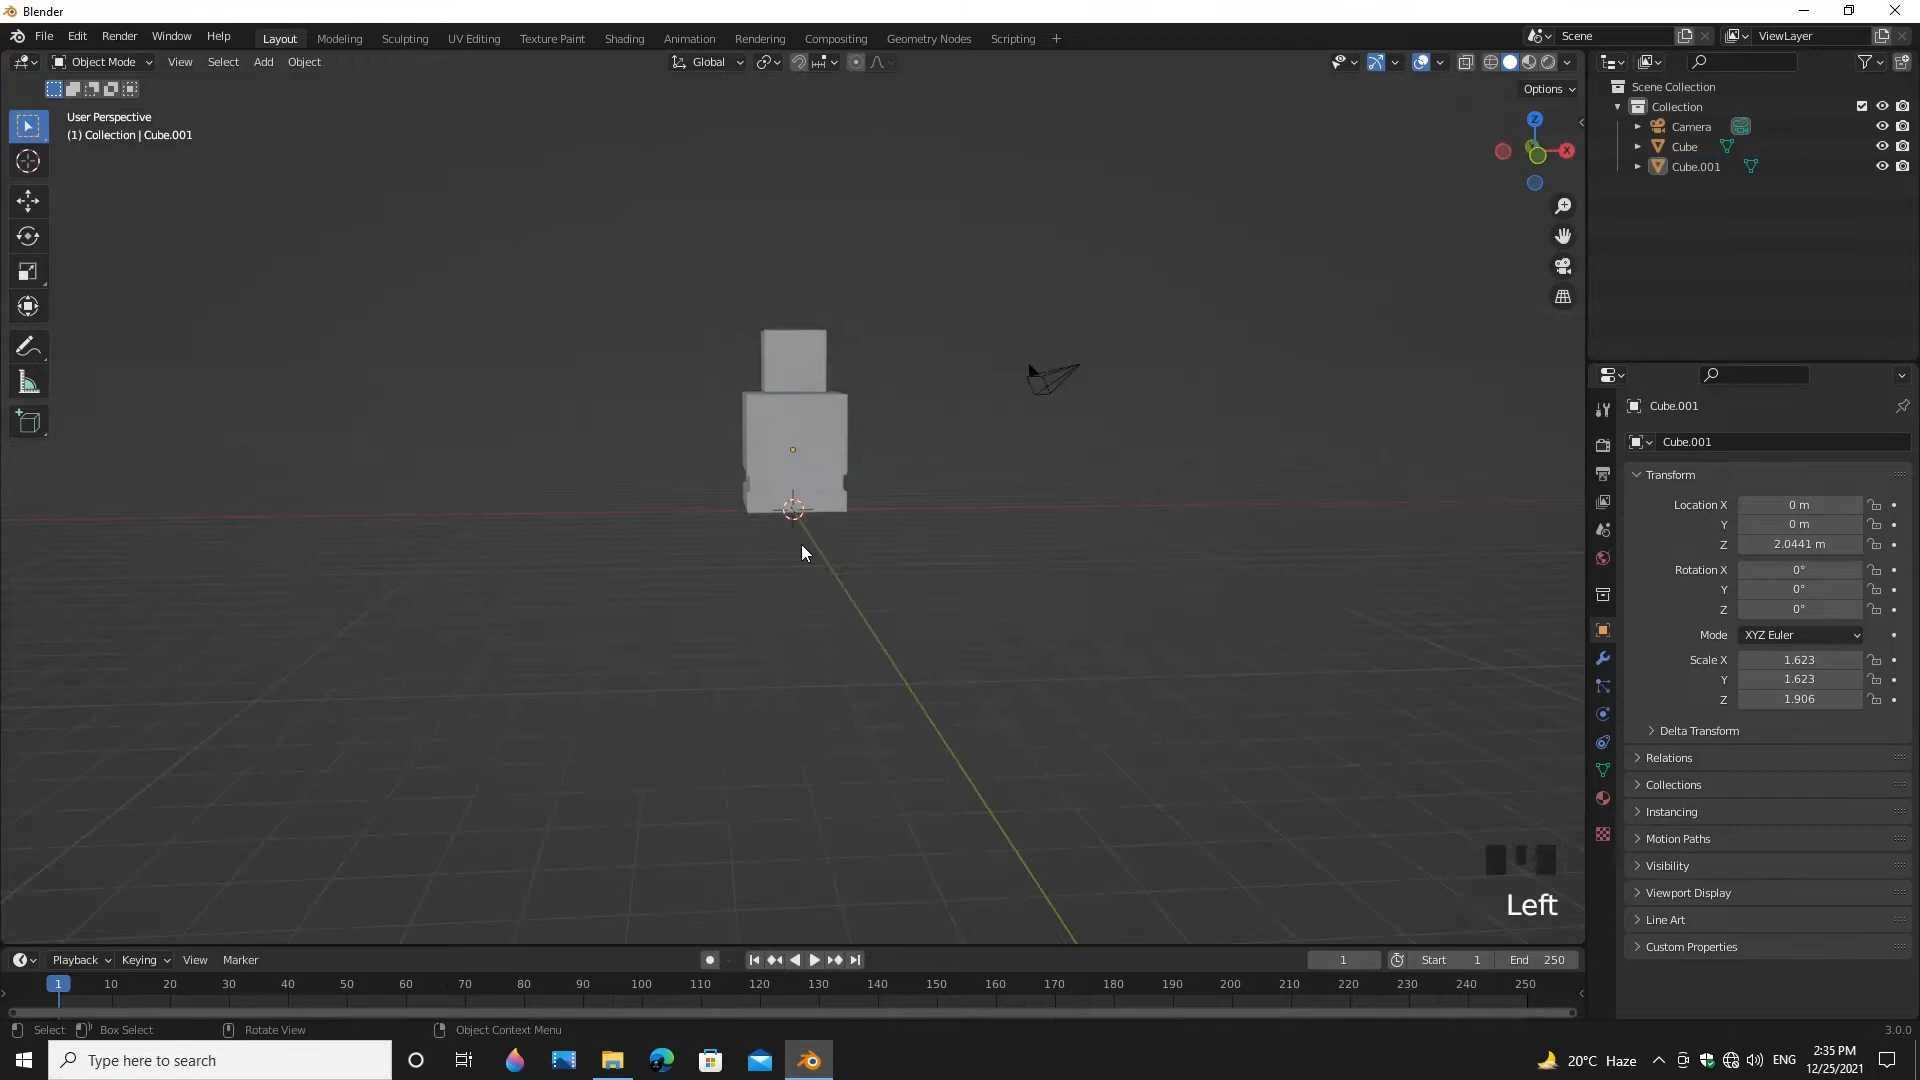 Blender
File Edit Render Window Help Layout Modeling Sculpting UV Editing Texture Paint Shading Animation Rendering Compositing Geometry Nodes Scripting + Scene ViewLayer
Object Mode View Select Add Object Global
Options
User Perspective
(1) Collection | Cube.001
Z
X
Scene Collection
Collection
Camera
Cube
Cube.001
Cube.001
Cube.001
Transform
Location X 0 m
Y 0 m
Z 2.0441 m
Rotation X 0°
Y 0°
Z 0°
Mode XYZ Euler
Scale X 1.623
Y 1.623
Z 1.906
Delta Transform
Relations
Collections
Instancing
Motion Paths
Visibility
Viewport Display
Line Art
Custom Properties
Left
Playback Keying View Marker 1 Start 1 End 250
1 10 20 30 40 50 60 70 80 90 100 110 120 130 140 150 160 170 180 190 200 210 220 230 240 250
Select Box Select Rotate View Object Context Menu 3.0.0
Type here to search 20°C Haze ENG 2:35 PM
12/25/2021